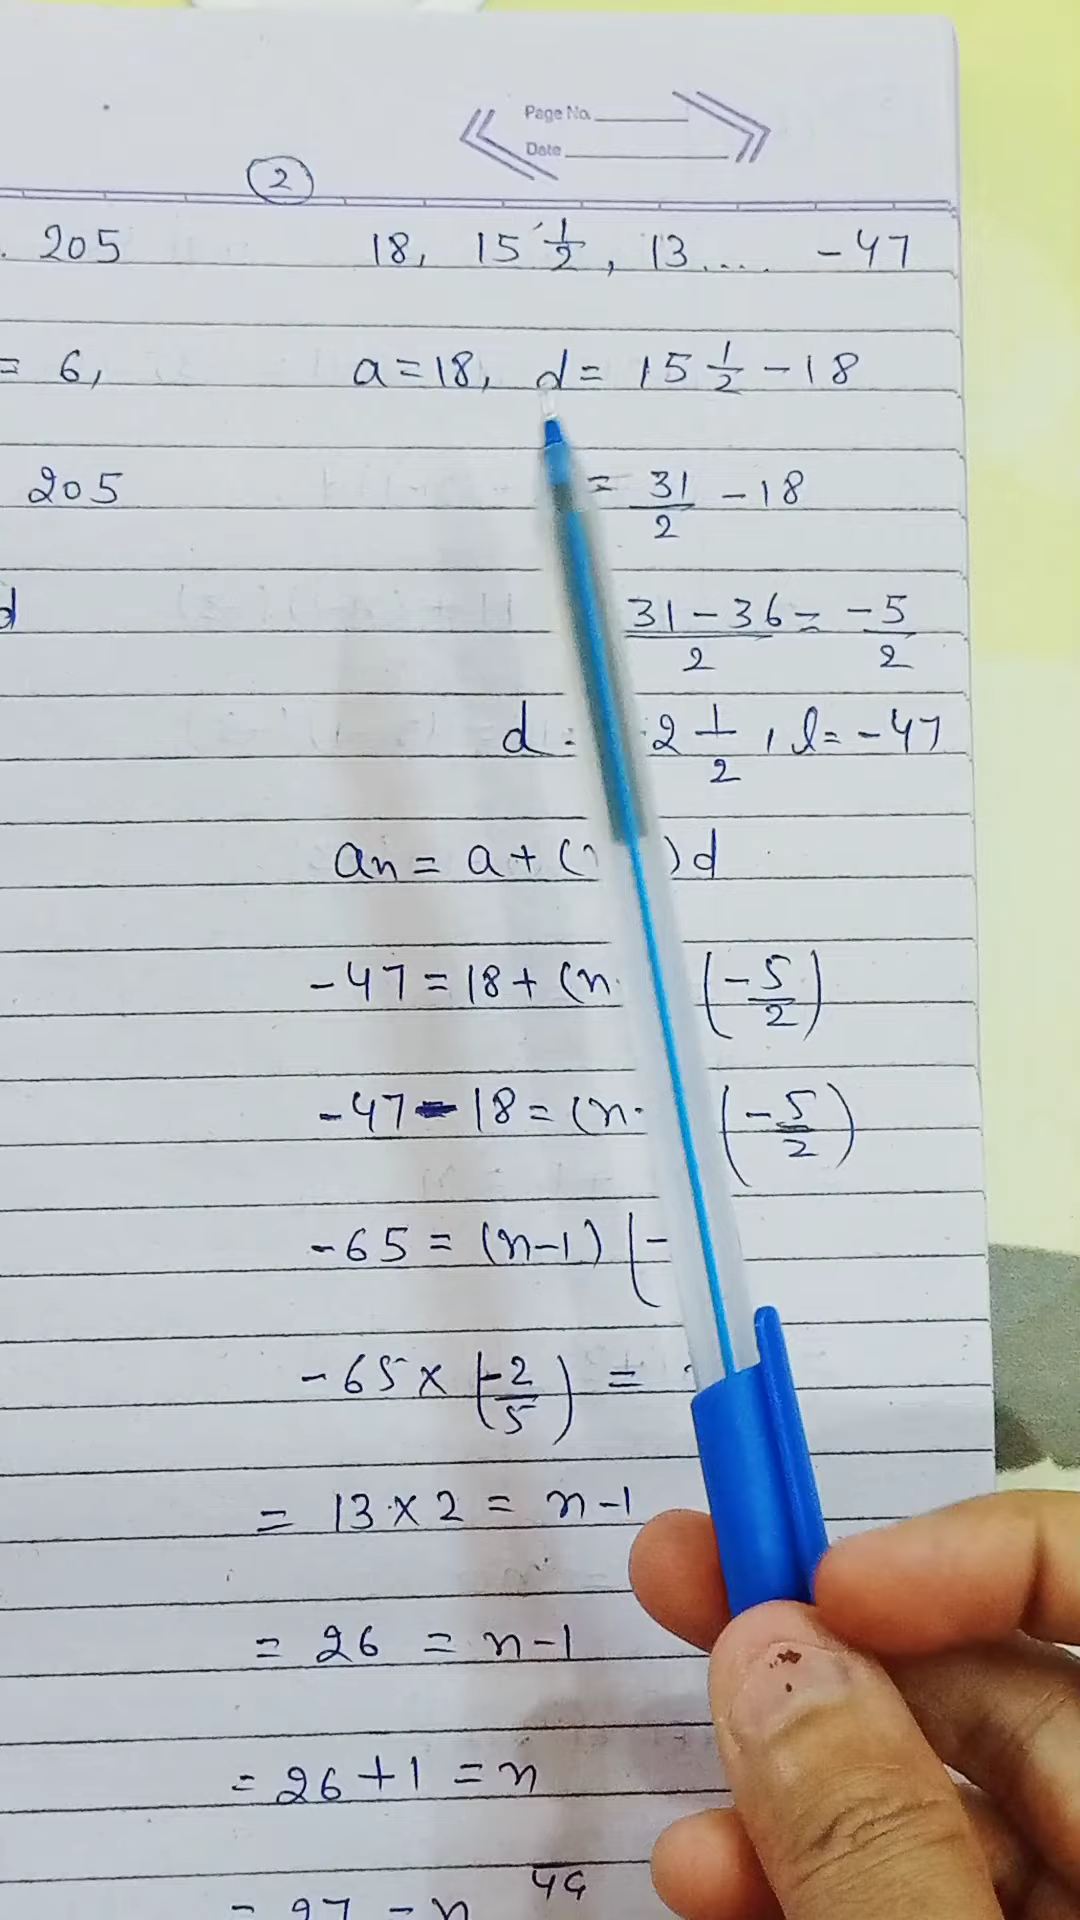 Page No.
Date
2
. 205
18, 15 1/2, 13.... -47
= 6,
a = 18, d = 15 1/2 - 18
205
= 31/2 - 18
d
31 - 36/2 = -5/2
d = 2 1/2, l = -47
an = a + ( ) d
-47 = 18 + (n (-5/2)
-47 - 18 = (n- (-5/2)
-65 = (n-1) (-
-65 × (-2/5) =
= 13 × 2 = n-1
= 26 = n-1
= 26 + 1 = n
= 27 = n